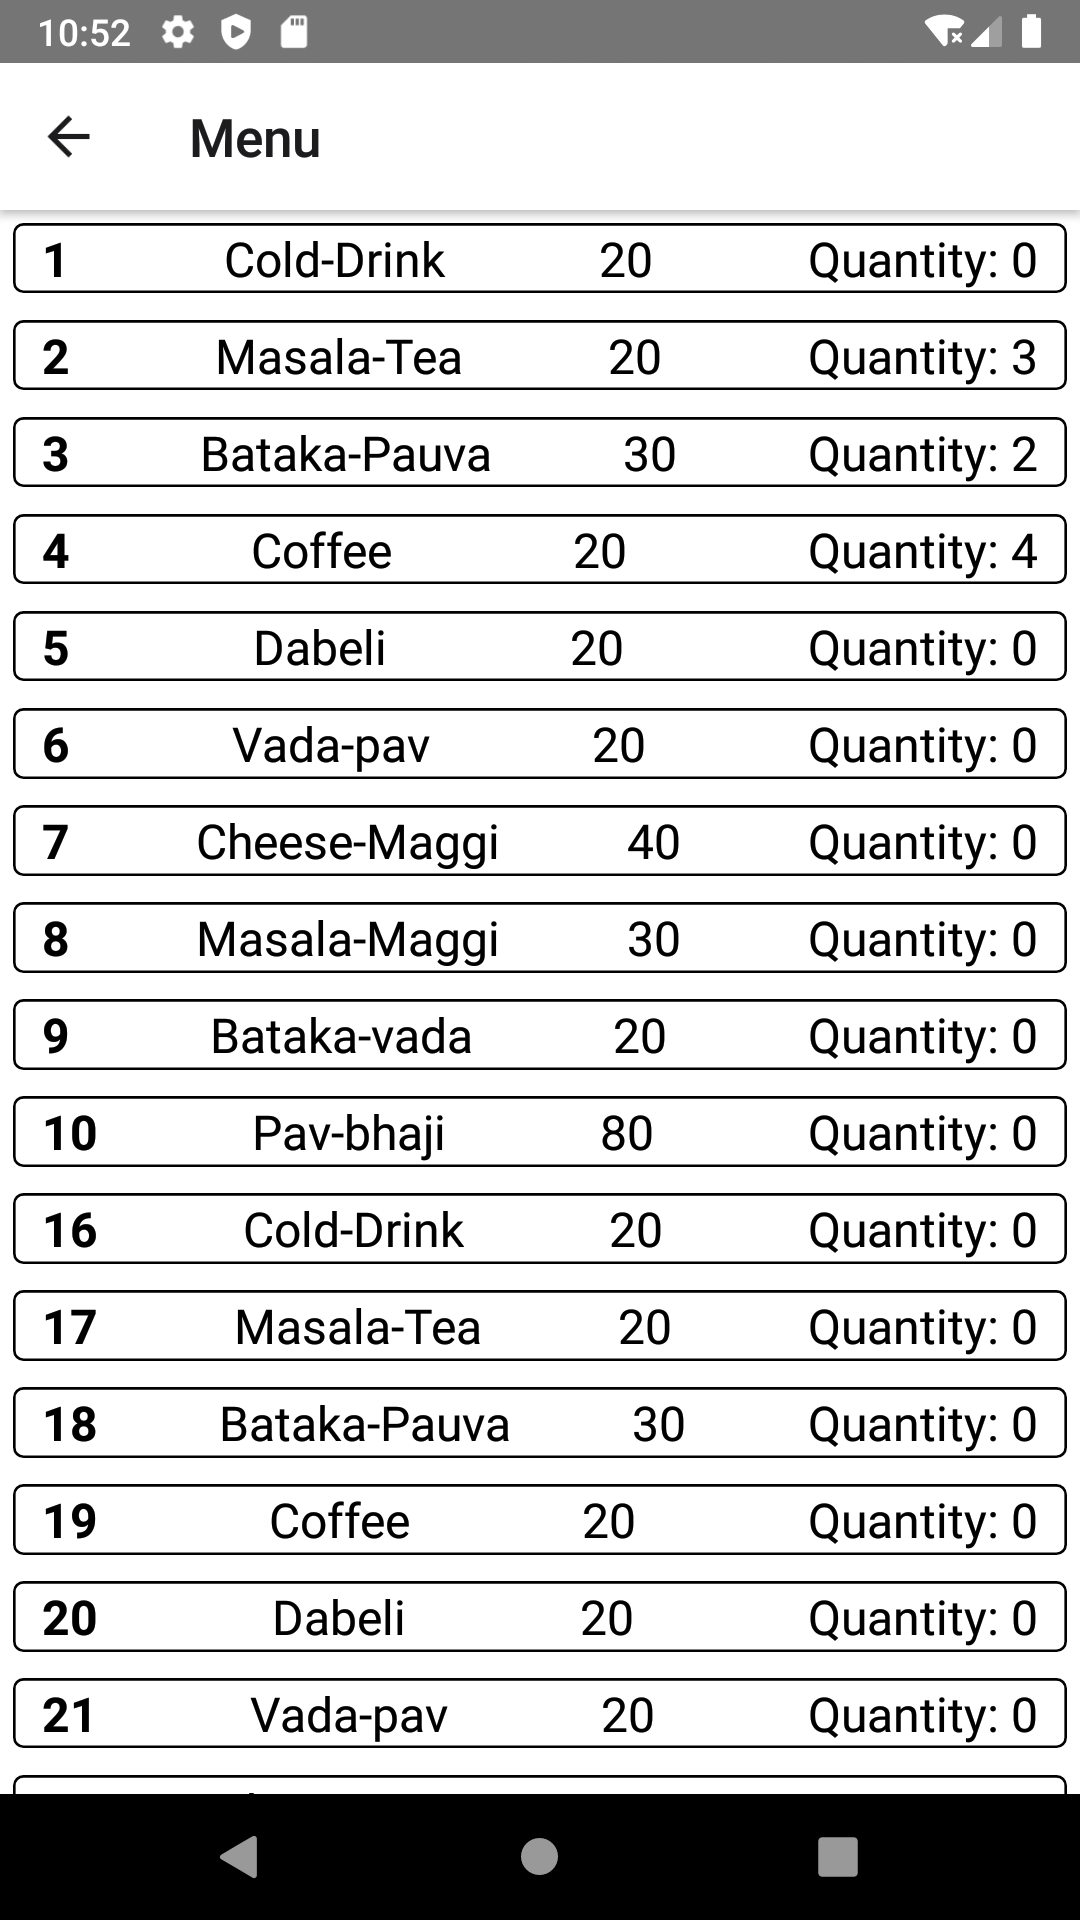 10:52
Menu
1 Cold-Drink 20 Quantity: 0
2 Masala-Tea 20 Quantity: 3
3 Bataka-Pauva 30 Quantity: 2
4 Coffee 20 Quantity: 4
5 Dabeli 20 Quantity: 0
6 Vada-pav 20 Quantity: 0
7 Cheese-Maggi 40 Quantity: 0
8 Masala-Maggi 30 Quantity: 0
9 Bataka-vada 20 Quantity: 0
10 Pav-bhaji 80 Quantity: 0
16 Cold-Drink 20 Quantity: 0
17 Masala-Tea 20 Quantity: 0
18 Bataka-Pauva 30 Quantity: 0
19 Coffee 20 Quantity: 0
20 Dabeli 20 Quantity: 0
21 Vada-pav 20 Quantity: 0